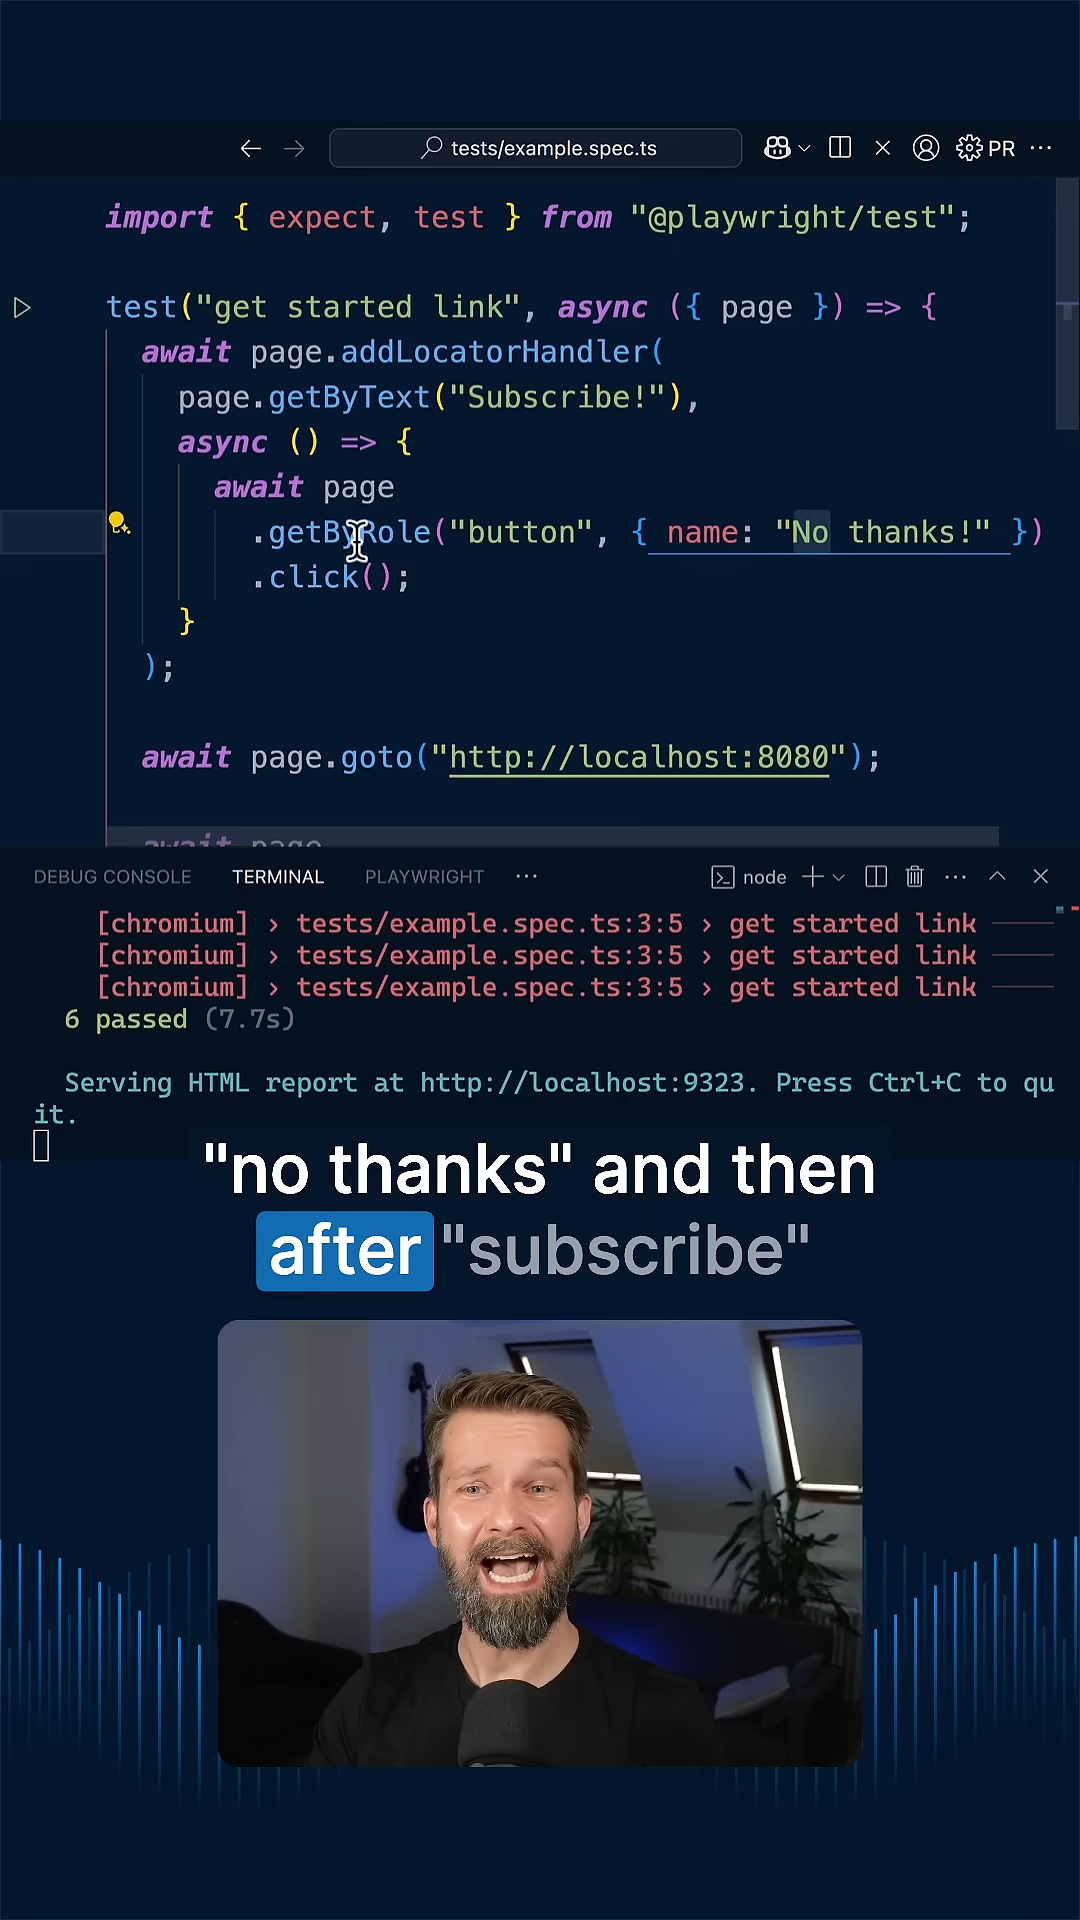 tests/example.spec.ts
PR
import { expect, test } from "@playwright/test";
test("get started link", async ({ page }) => {
await page.addLocatorHandler(
page.getByText("Subscribe!"),
async () => {
await page
.getByRole("button", { name: "No thanks!" })
.click();
}
);
await page.goto("http://localhost:8080");
await page
DEBUG CONSOLE TERMINAL PLAYWRIGHT ··· node
[chromium] › tests/example.spec.ts:3:5 › get started link
[chromium] › tests/example.spec.ts:3:5 › get started link
[chromium] › tests/example.spec.ts:3:5 › get started link
6 passed (7.7s)
Serving HTML report at http://localhost:9323. Press Ctrl+C to qu
it.
"no thanks" and then
after "subscribe"